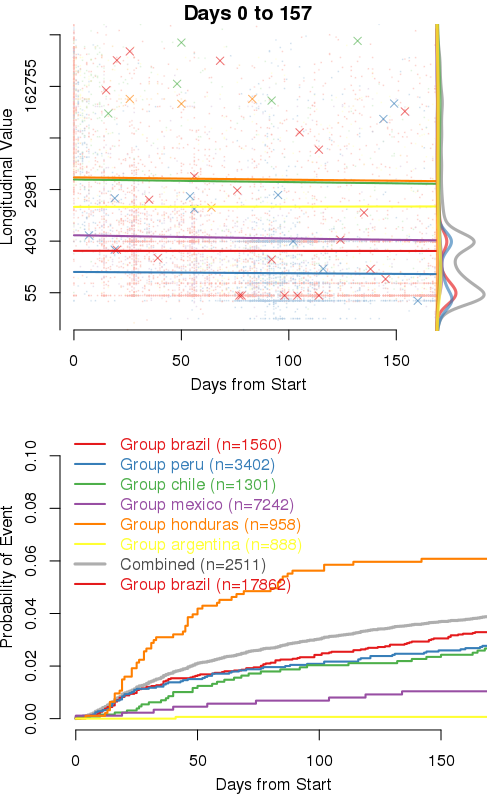 Days 0 to 157
Longitudinal Value
162755
2981
403
55
0 50 100 150
Days from Start
Probability of Event
0.10
0.08
0.06
0.04
0.02
0.00
Group brazil (n=1560)
Group peru (n=3402)
Group chile (n=1301)
Group mexico (n=7242)
Group honduras (n=958)
Group argentina (n=888)
Combined (n=2511)
Group brazil (n=17862)
0 50 100 150
Days from Start